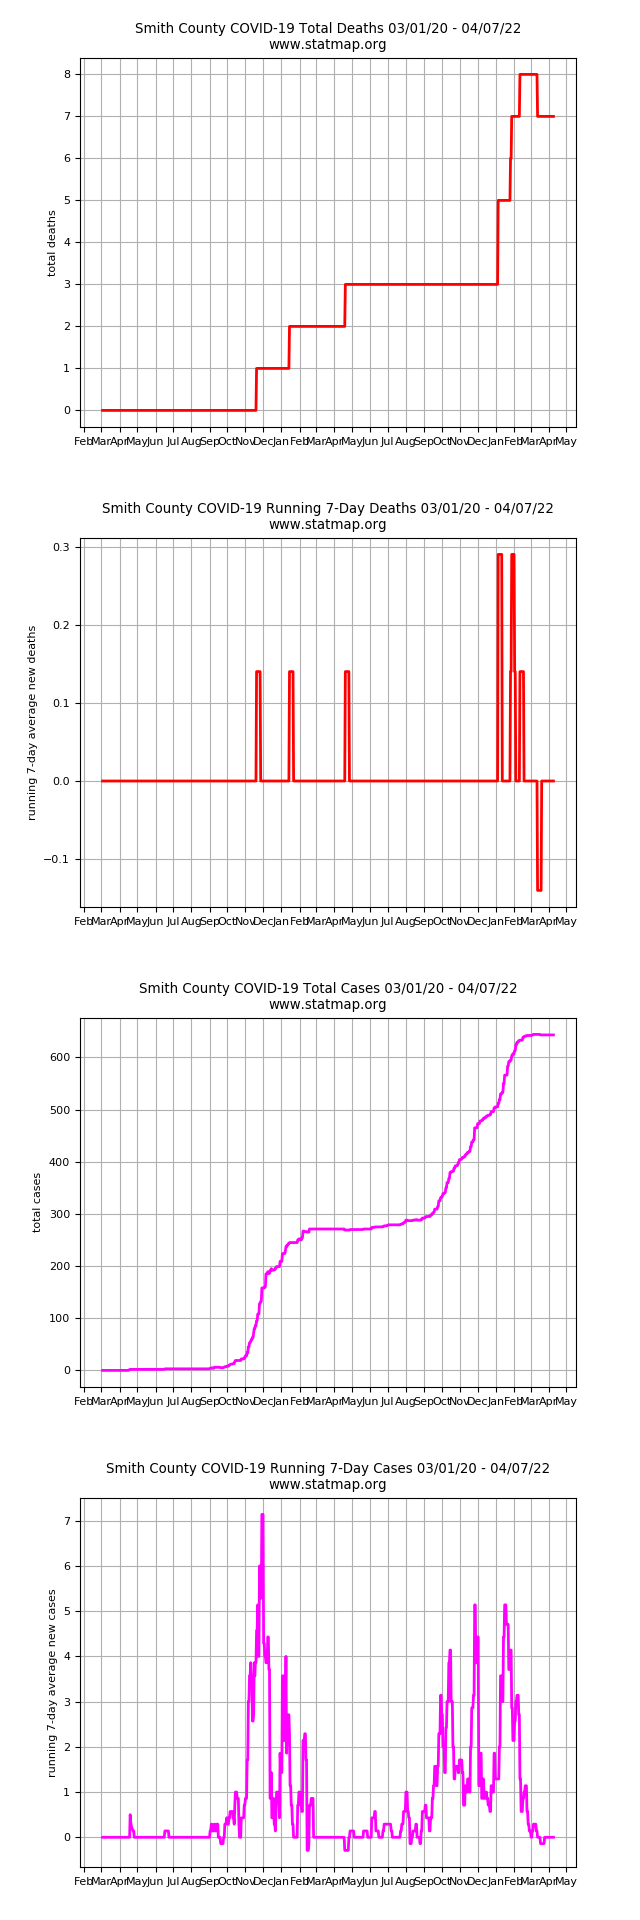 Smith County COVID-19 Total Deaths 03/01/20 - 04/07/22
www.statmap.org
8
7
6
5
4
3
2
1
0
total deaths
Feb Mar Apr May Jun Jul Aug Sep Oct Nov Dec Jan Feb Mar Apr May Jun Jul Aug Sep Oct Nov Dec Jan Feb Mar Apr May
Smith County COVID-19 Running 7-Day Deaths 03/01/20 - 04/07/22
www.statmap.org
0.3
0.2
0.1
0.0
−0.1
running 7-day average new deaths
Feb Mar Apr May Jun Jul Aug Sep Oct Nov Dec Jan Feb Mar Apr May Jun Jul Aug Sep Oct Nov Dec Jan Feb Mar Apr May
Smith County COVID-19 Total Cases 03/01/20 - 04/07/22
www.statmap.org
600
500
400
300
200
100
0
total cases
Feb Mar Apr May Jun Jul Aug Sep Oct Nov Dec Jan Feb Mar Apr May Jun Jul Aug Sep Oct Nov Dec Jan Feb Mar Apr May
Smith County COVID-19 Running 7-Day Cases 03/01/20 - 04/07/22
www.statmap.org
7
6
5
4
3
2
1
0
running 7-day average new cases
Feb Mar Apr May Jun Jul Aug Sep Oct Nov Dec Jan Feb Mar Apr May Jun Jul Aug Sep Oct Nov Dec Jan Feb Mar Apr May